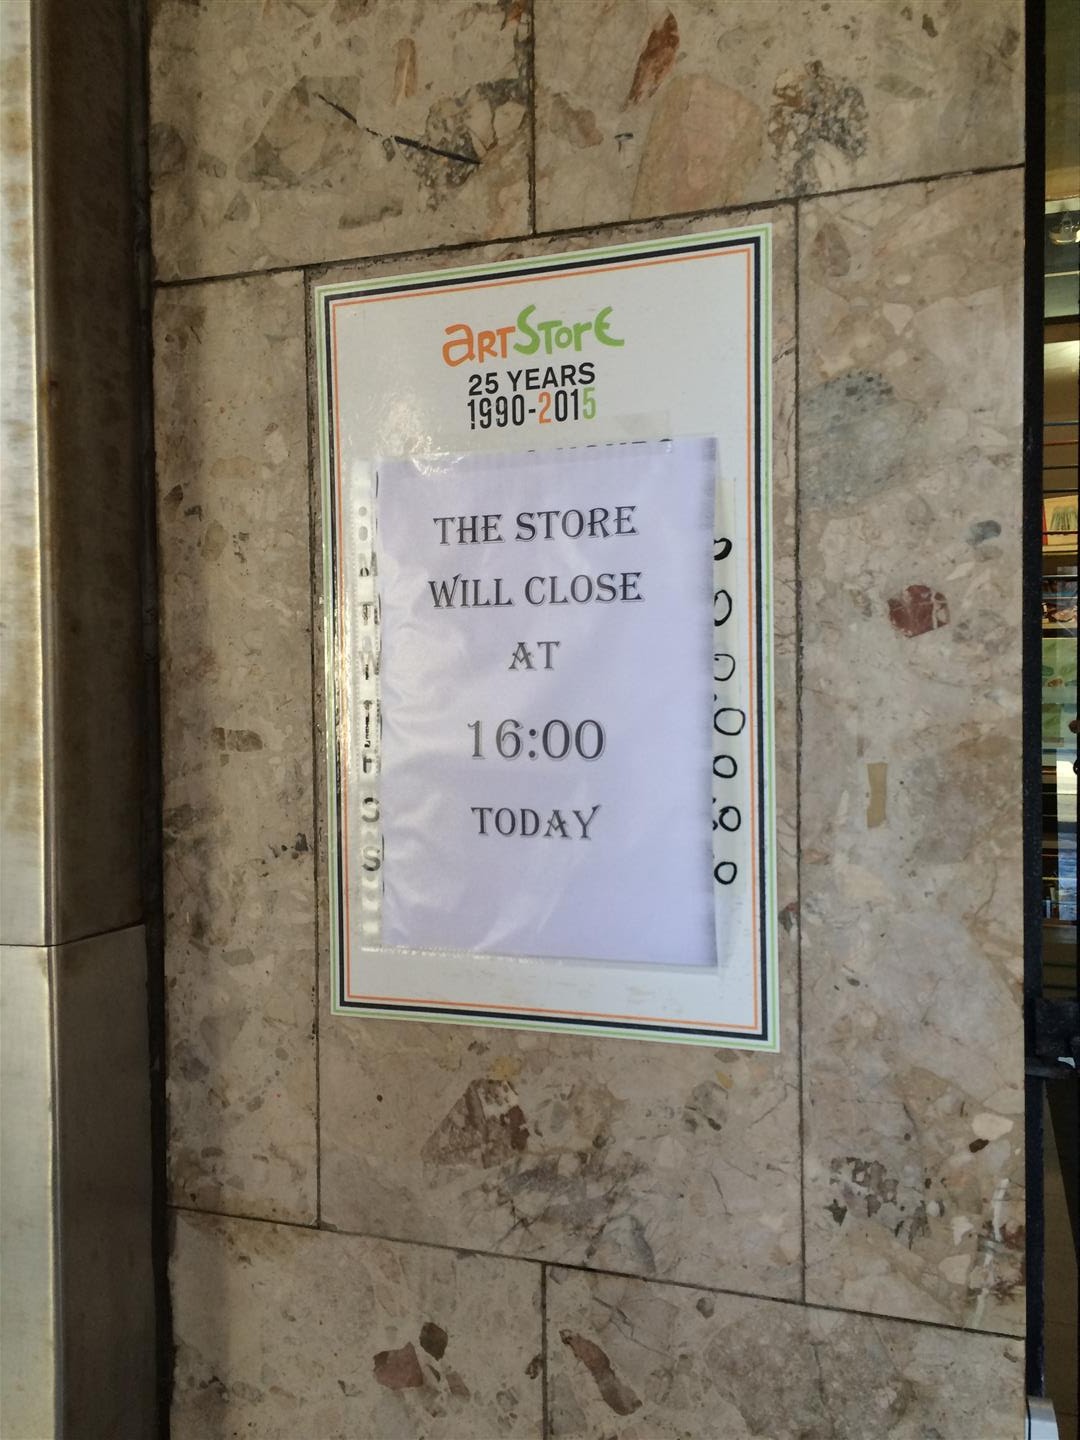 artStore
25 YEARS
1990-2015
THE STORE
WILL CLOSE
AT
16:00
TODAY